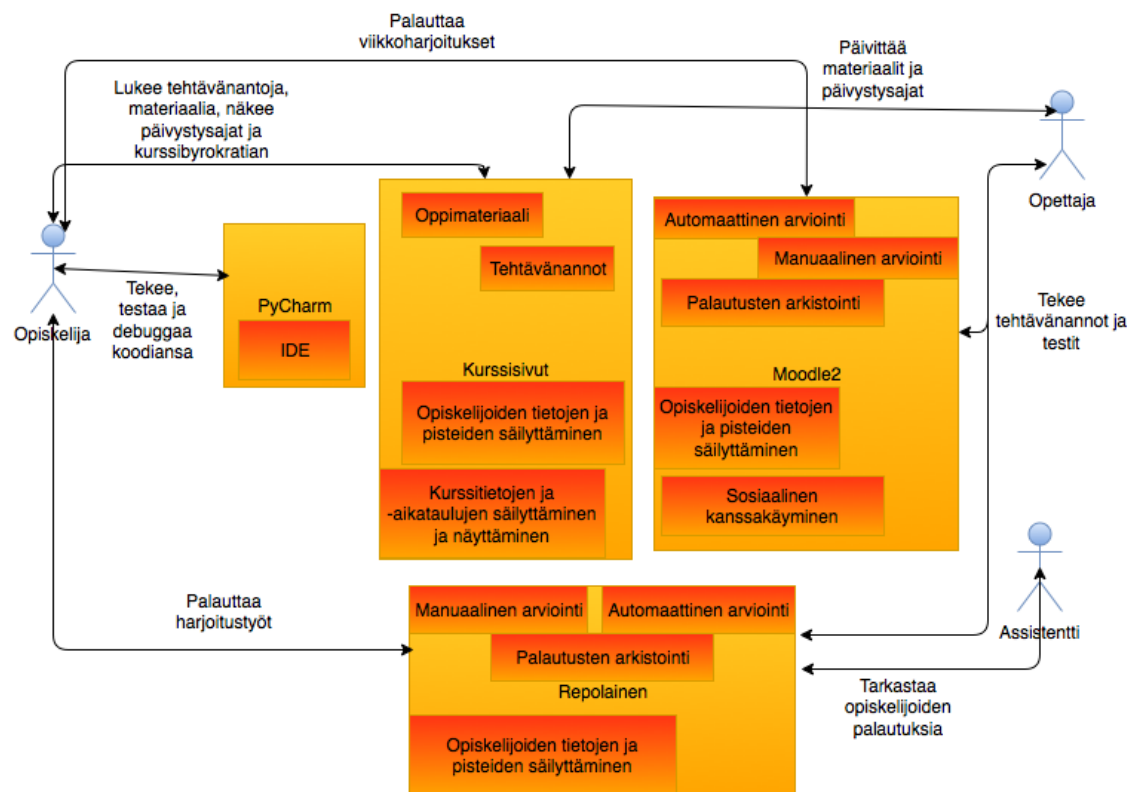 Palauttaa
viikkoharjoitukset
Päivittää
materiaalit ja
päivystysajat
Lukee tehtävänantoja,
materiaalia, näkee
päivystysajat ja
kurssibyrokratian
Opettaja
Oppimateriaali
Automaattinen arviointi
Tehtävänannot
Manuaalinen arviointi
Opiskelija
Tekee,
testaa ja
debuggaa
koodiansa
PyCharm
IDE
Palautusten arkistointi
Tekee
tehtävänannot ja
testit
Kurssisivut
Moodle2
Opiskelijoiden tietojen ja
pisteiden säilyttäminen
Opiskelijoiden tietojen
ja pisteiden
säilyttäminen
Kurssitietojen ja
-aikataulujen säilyttäminen
ja näyttäminen
Sosiaalinen
kanssakäyminen
Palauttaa
harjoitustyöt
Manuaalinen arviointi
Automaattinen arviointi
Assistentti
Palautusten arkistointi
Repolainen
Tarkastaa
opiskelijoiden
palautuksia
Opiskelijoiden tietojen ja
pisteiden säilyttäminen